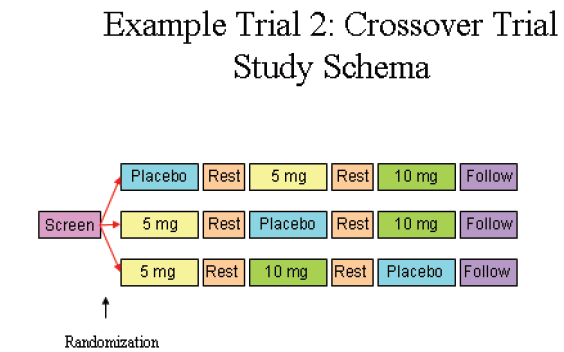 Example Trial 2: Crossover Trial
Study Schema
Placebo Rest 5 mg Rest 10 mg Follow
Screen 5 mg Rest Placebo Rest 10 mg Follow
5 mg Rest 10 mg Rest Placebo Follow
Randomization